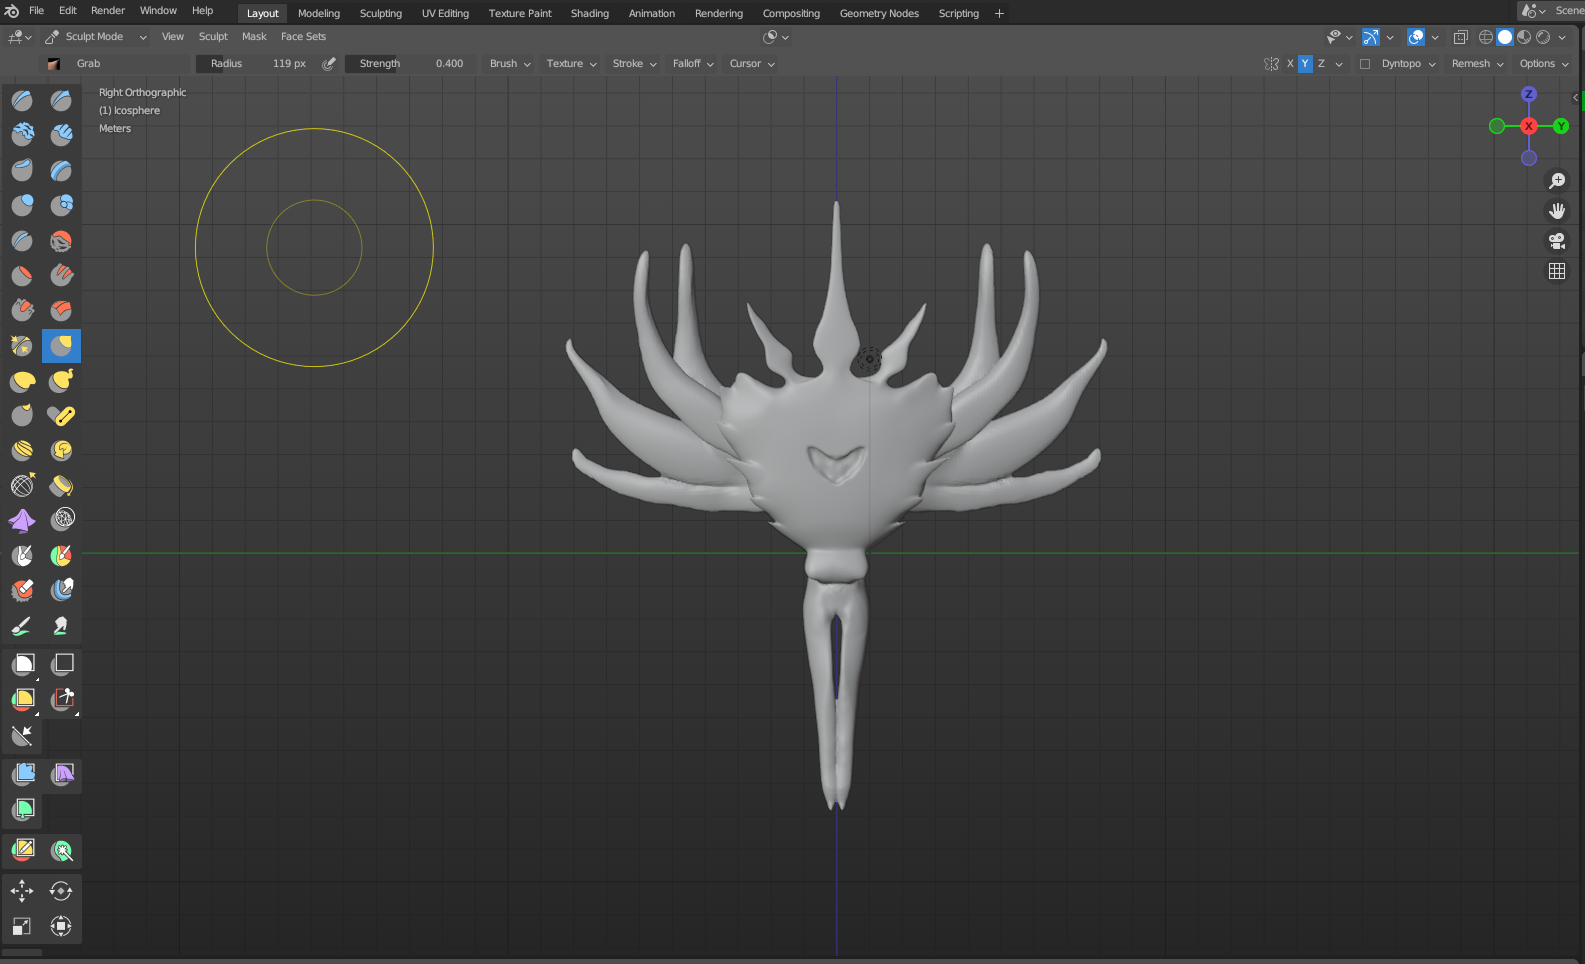 File Edit Render Window Help Layout Modeling Sculpting UV Editing Texture Paint Shading Animation Rendering Compositing Geometry Nodes Scripting + Scene
Sculpt Mode View Sculpt Mask Face Sets
Grab Radius 119 px Strength 0.400 Brush Texture Stroke Falloff Cursor X Y Z Dyntopo Remesh Options
Right Orthographic
(1) Icosphere
Meters
Z
X
Y